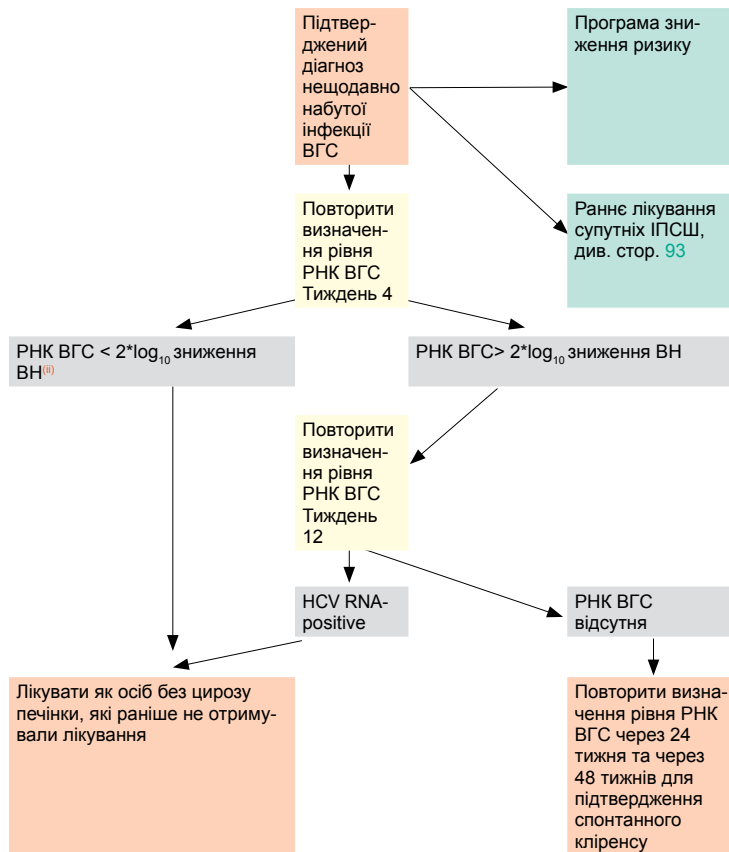 Підтвер-
джений
діагноз
нещодавно
набутої
інфекції
ВГС
Програма зни-
ження ризику
Раннє лікування
супутніх ІПСШ,
див. стор. 93
Повторити
визначен-
ня рівня
РНК ВГС
Тиждень 4
РНК ВГС < 2*log₁₀ зниження
ВН⁽ⁱⁱ⁾
РНК ВГС> 2*log₁₀ зниження ВН
Повторити
визначен-
ня рівня
РНК ВГС
Тиждень
12
HCV RNA-
positive
РНК ВГС
відсутня
Лікувати як осіб без цирозу
печінки, які раніше не отриму-
вали лікування
Повторити визна-
чення рівня РНК
ВГС через 24
тижня та через
48 тижнів для
підтвердження
спонтанного
кліренсу